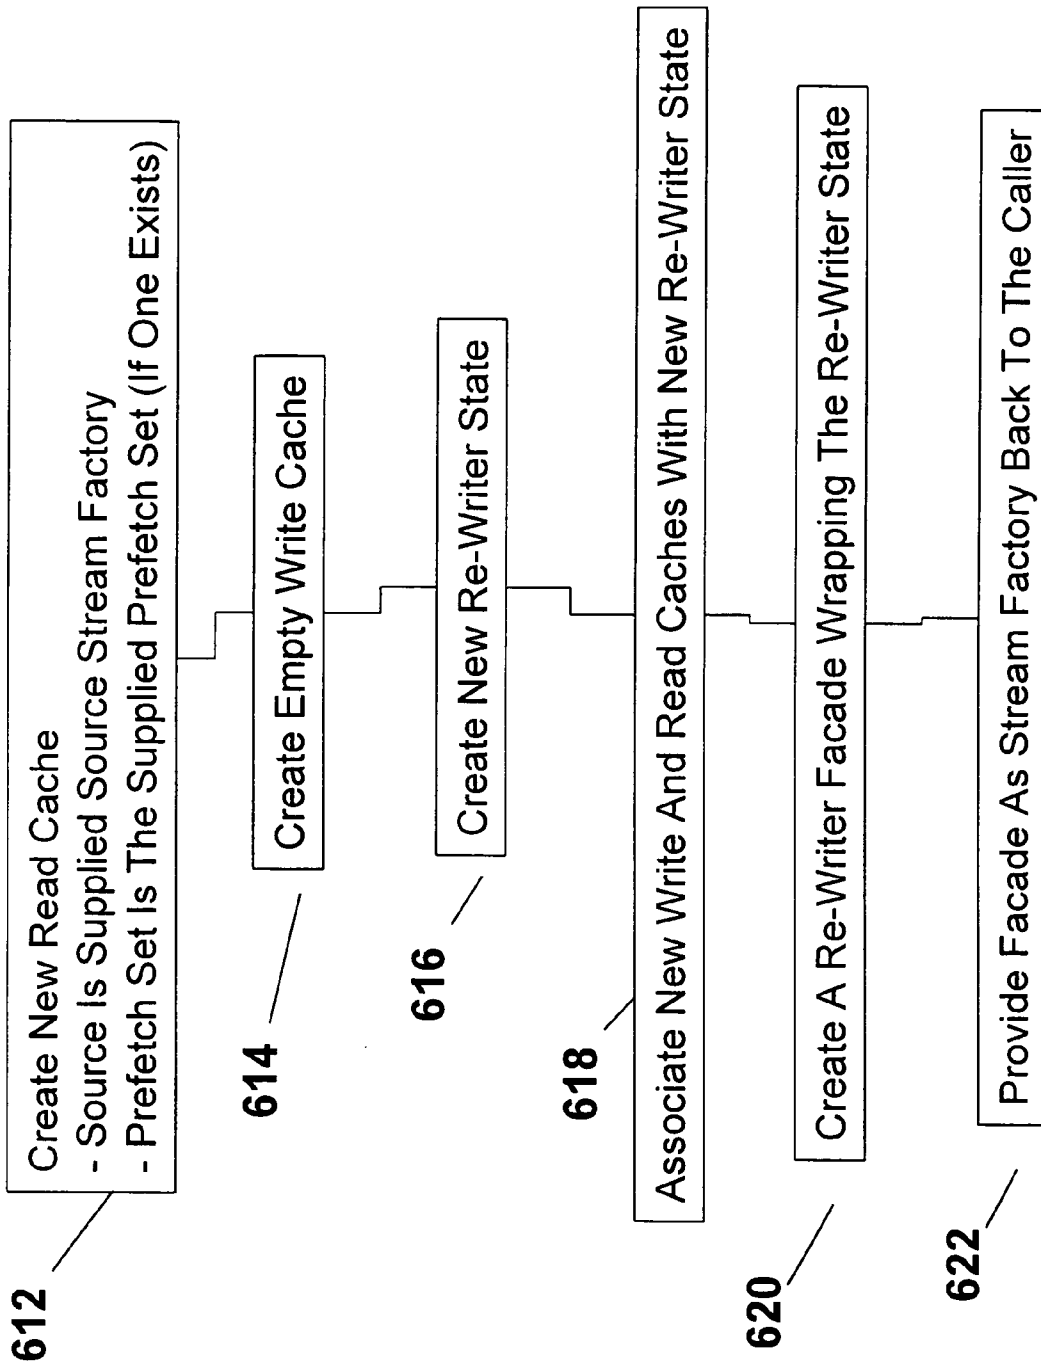 612
Create New Read Cache
- Source Is Supplied Source Stream Factory
- Prefetch Set Is The Supplied Prefetch Set (If One Exists)
614
Create Empty Write Cache
616
Create New Re-Writer State
618
Associate New Write And Read Caches With New Re-Writer State
620
Create A Re-Writer Facade Wrapping The Re-Writer State
622
Provide Facade As Stream Factory Back To The Caller